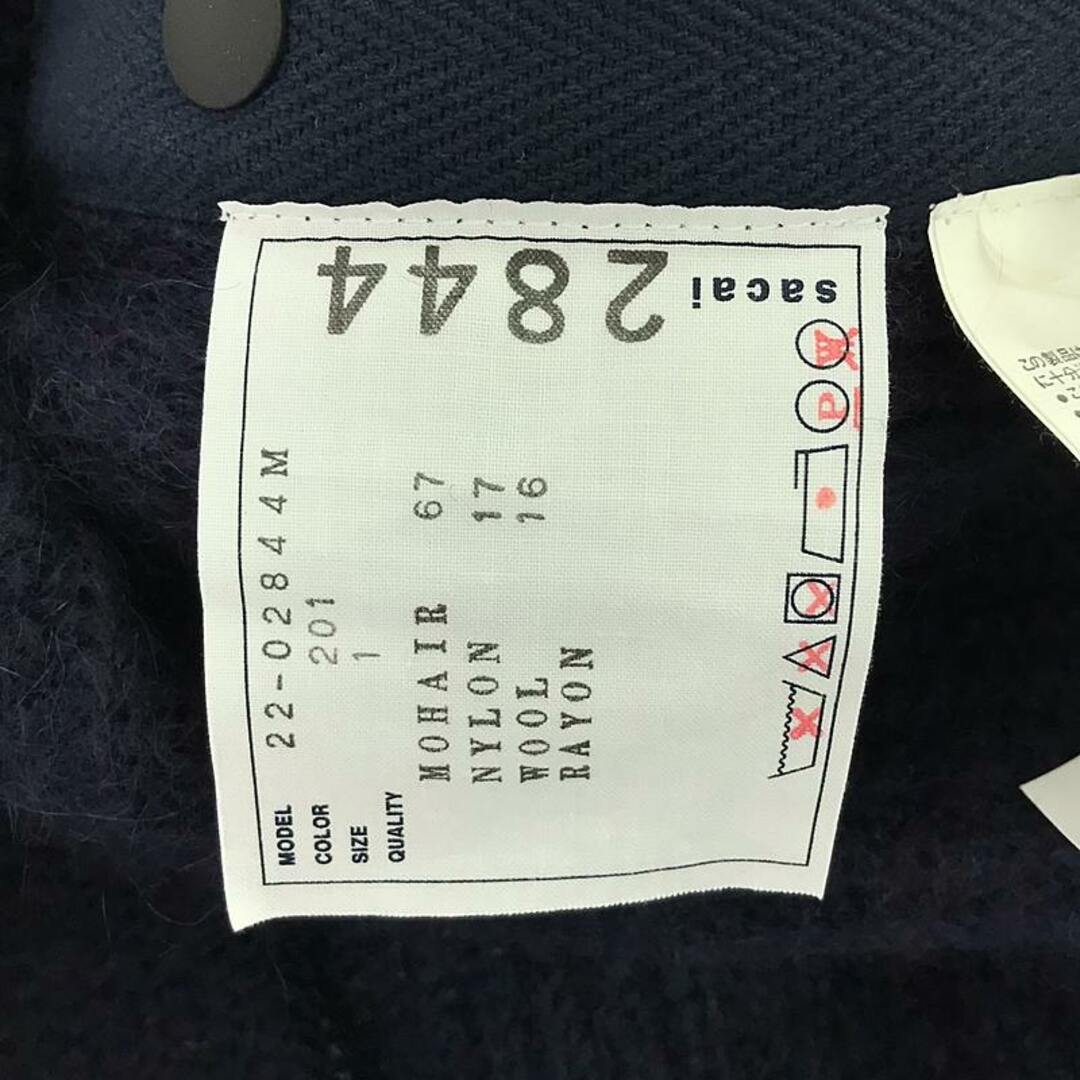 sacai
2844
MODEL 22-02844M
COLOR 201
SIZE 1
QUALITY
MOHAIR 67
NYLON 17
WOOL 16
RAYON
W
P